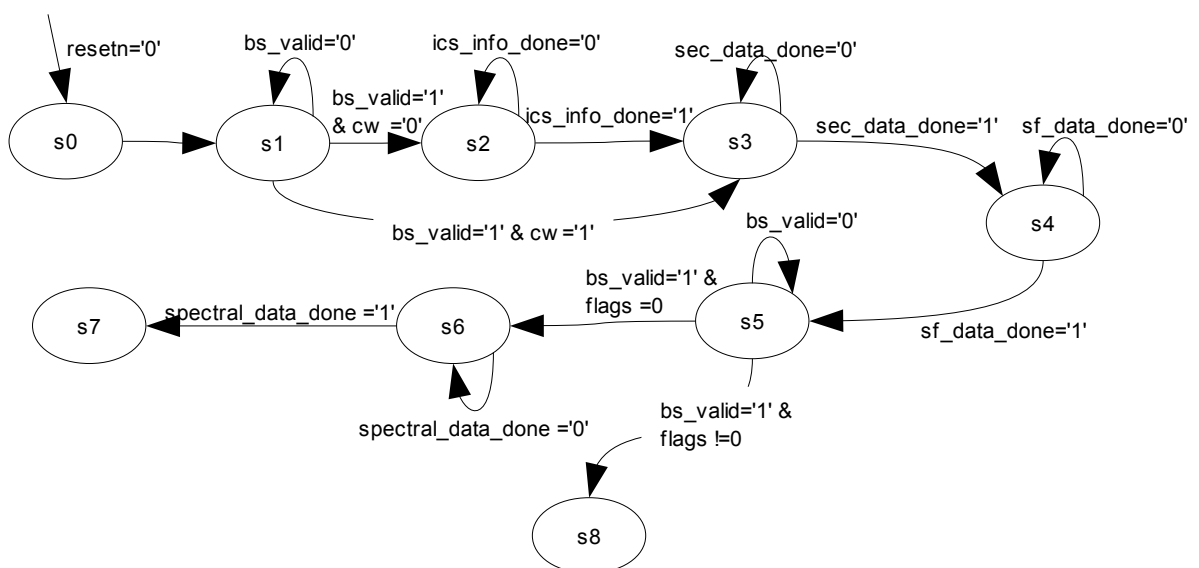 resetn='0'
bs_valid='0'
ics_info_done='0'
sec_data_done='0'
bs_valid='1'
& cw ='0'
ics_info_done='1'
sec_data_done='1'
sf_data_done='0'
s0
s1
s2
s3
s4
bs_valid='1' & cw ='1'
bs_valid='0'
bs_valid='1' &
flags =0
spectral_data_done ='1'
sf_data_done='1'
s7
s6
s5
spectral_data_done ='0'
bs_valid='1' &
flags !=0
s8